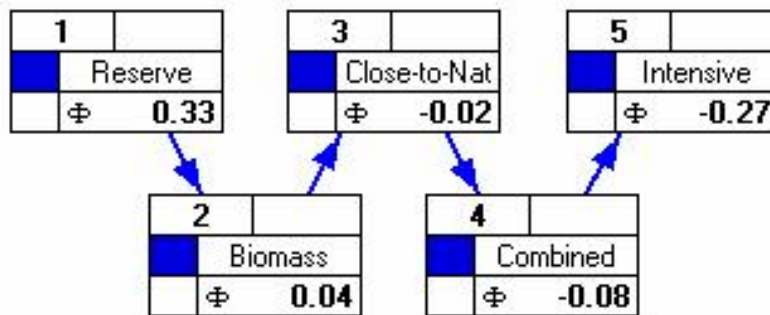 1
Reserve
Φ 0.33
2
Biomass
Φ 0.04
3
Close-to-Nat
Φ -0.02
4
Combined
Φ -0.08
5
Intensive
Φ -0.27